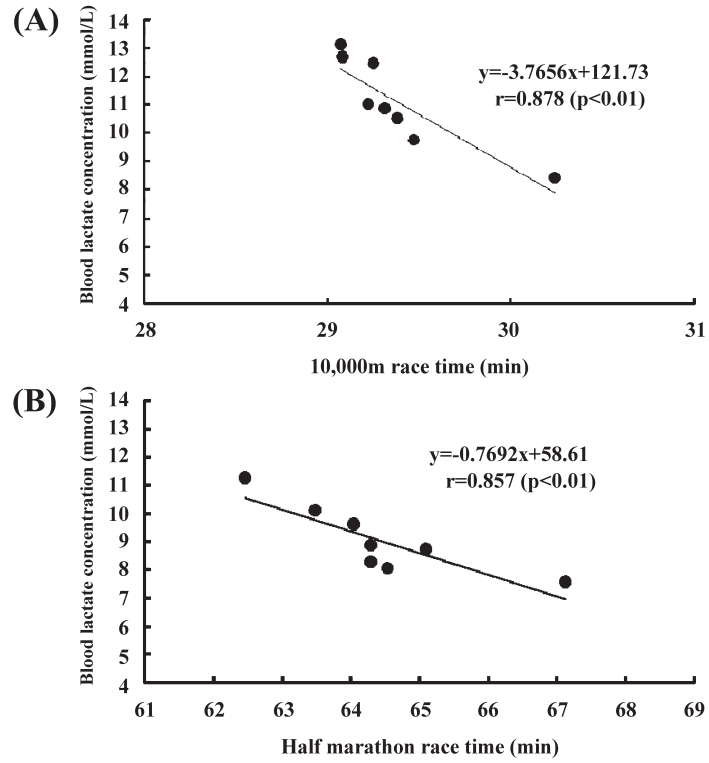 (A)
Blood lactate concentration (mmol/L)
14
13
12
11
10
9
8
7
6
5
4
y=-3.7656x+121.73
r=0.878 (p<0.01)
28 29 30 31
10,000m race time (min)
(B)
Blood lactate concentration (mmol/L)
14
13
12
11
10
9
8
7
6
5
4
y=-0.7692x+58.61
r=0.857 (p<0.01)
61 62 63 64 65 66 67 68 69
Half marathon race time (min)